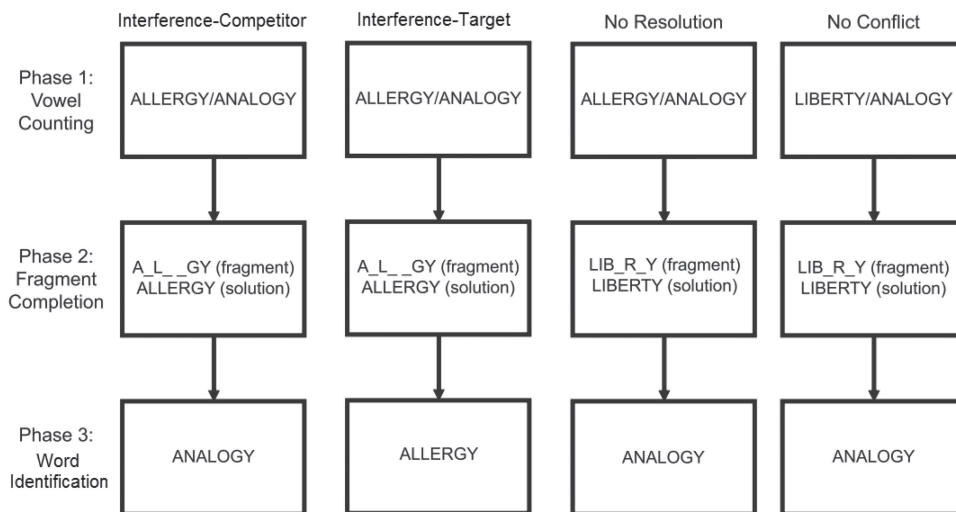 Interference-Competitor
Interference-Target
No Resolution
No Conflict
Phase 1:
Vowel
Counting
ALLERGY/ANALOGY
ALLERGY/ANALOGY
ALLERGY/ANALOGY
LIBERTY/ANALOGY
Phase 2:
Fragment
Completion
A_L_ _GY (fragment)
ALLERGY (solution)
A_L_ _GY (fragment)
ALLERGY (solution)
LIB_R_Y (fragment)
LIBERTY (solution)
LIB_R_Y (fragment)
LIBERTY (solution)
Phase 3:
Word
Identification
ANALOGY
ALLERGY
ANALOGY
ANALOGY